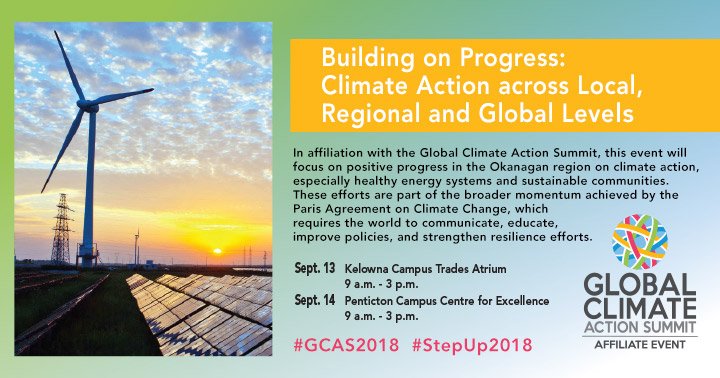 Building on Progress:
Climate Action across Local,
Regional and Global Levels
In affiliation with the Global Climate Action Summit, this event will
focus on positive progress in the Okanagan region on climate action,
especially healthy energy systems and sustainable communities.
These efforts are part of the broader momentum achieved by the
Paris Agreement on Climate Change, which
requires the world to communicate, educate,
improve policies, and strengthen resilience efforts.
Sept. 13 Kelowna Campus Trades Atrium
9 a.m. - 3 p.m.
Sept. 14 Penticton Campus Centre for Excellence
9 a.m. - 3 p.m.
#GCAS2018 #StepUp2018
GLOBAL
CLIMATE
ACTION SUMMIT
AFFILIATE EVENT